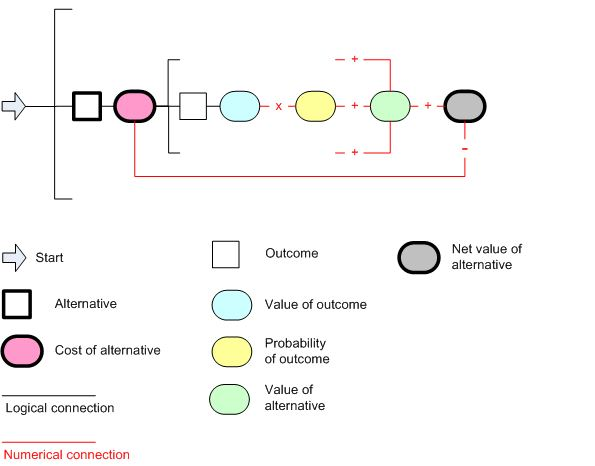 - +
x
+
+
-
- +
Start
Outcome
Net value of
alternative
Alternative
Value of outcome
Cost of alternative
Probability
of outcome
Value of
alternative
Logical connection
Numerical connection